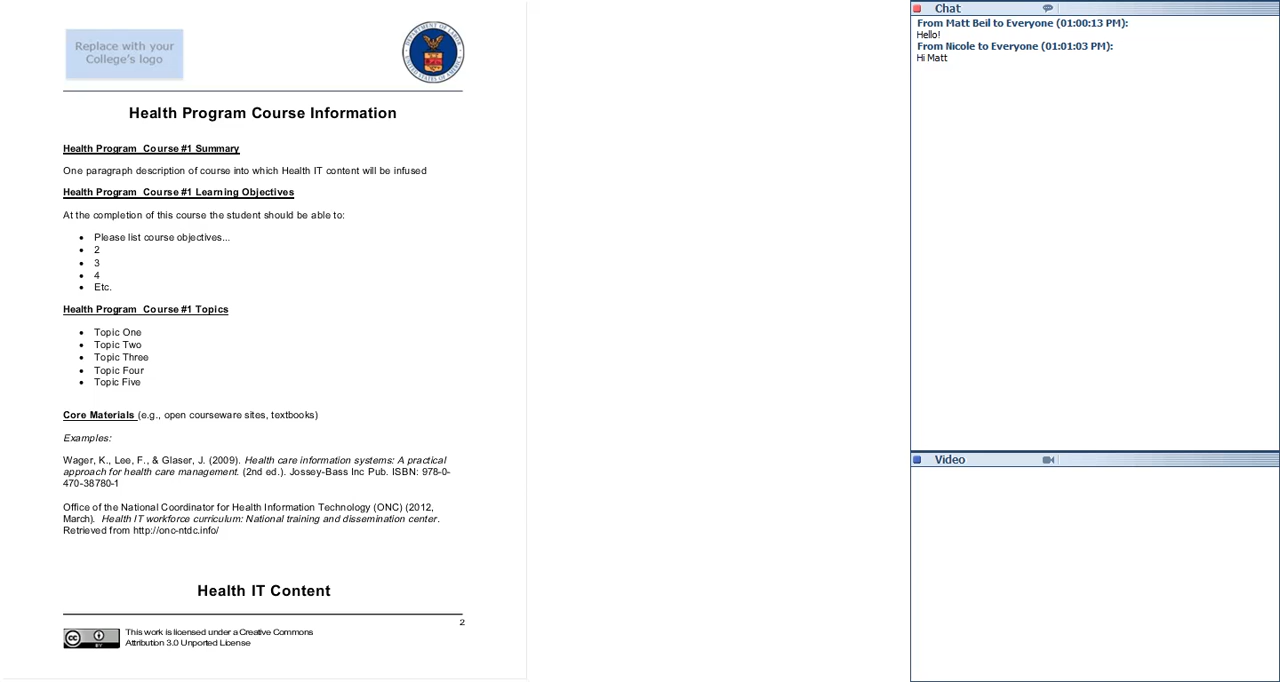 Replace with your
College's logo
Health Program Course Information
Health Program  Course #1 Summary
One paragraph description of course into which Health IT content will be infused
Health Program  Course #1 Learning Objectives
At the completion of this course the student should be able to:
• Please list course objectives...
• 2
• 3
• 4
• Etc.
Health Program  Course #1 Topics
• Topic One
• Topic Two
• Topic Three
• Topic Four
• Topic Five
Core Materials (e.g., open courseware sites, textbooks)
Examples:
Wager, K., Lee, F., & Glaser, J. (2009). Health care information systems: A practical
approach for health care management. (2nd ed.). Jossey-Bass Inc Pub. ISBN: 978-0-
470-38780-1
Office of the National Coordinator for Health Information Technology (ONC) (2012,
March).  Health IT workforce curriculum: National training and dissemination center.
Retrieved from http://onc-ntdc.info/
Health IT Content
2
cc BY
This work is licensed under a Creative Commons
Attribution 3.0 Unported License
Chat
From Matt Beil to Everyone (01:00:13 PM):
Hello!
From Nicole to Everyone (01:01:03 PM):
Hi Matt
Video